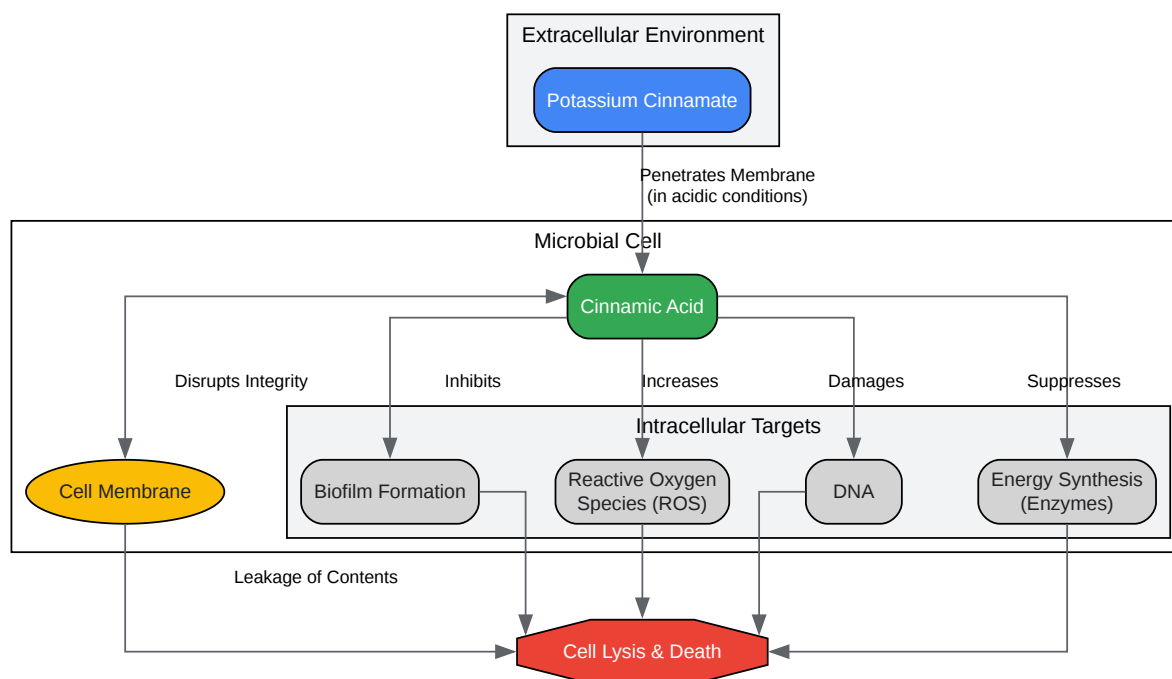 Extracellular Environment
Potassium Cinnamate
Penetrates Membrane
(in acidic conditions)
Microbial Cell
Cinnamic Acid
Disrupts Integrity
Inhibits
Increases
Damages
Suppresses
Intracellular Targets
Cell Membrane
Biofilm Formation
Reactive Oxygen
Species (ROS)
DNA
Energy Synthesis
(Enzymes)
Leakage of Contents
Cell Lysis & Death